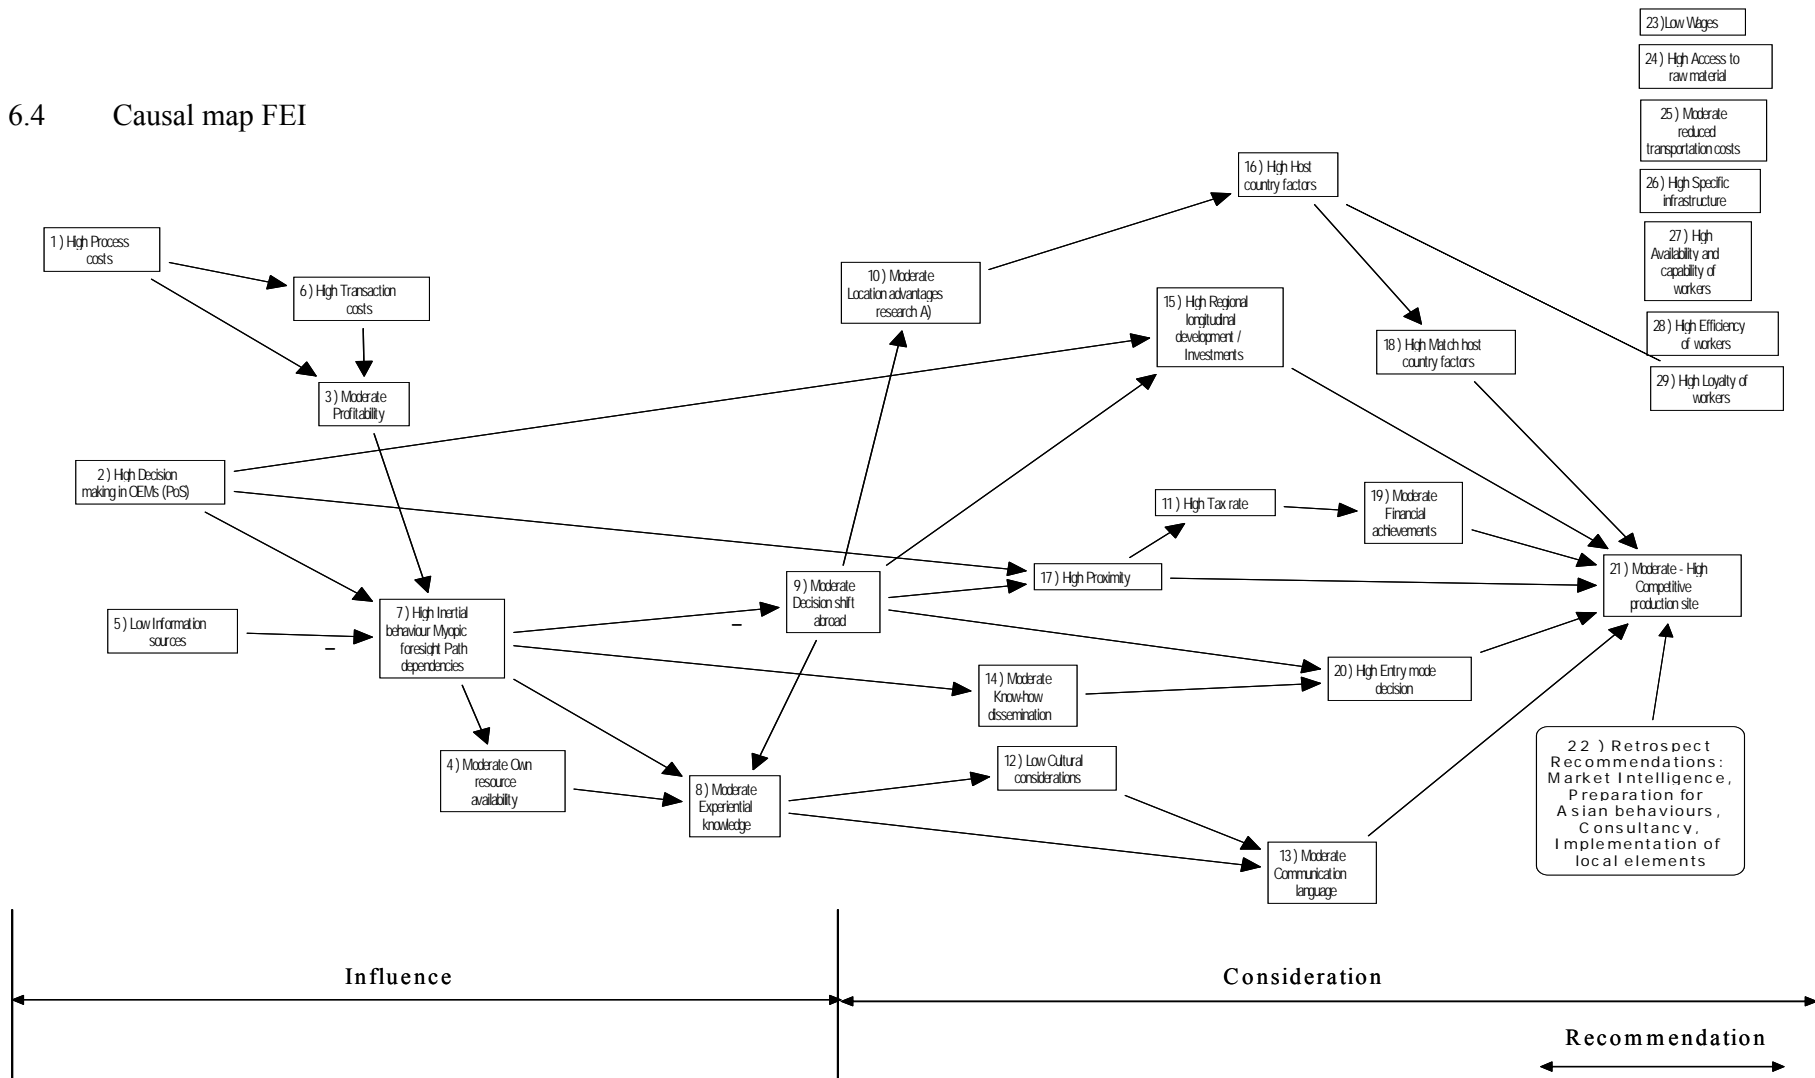 23 ) Low Wages
24 ) High Access to
raw material
6.4 Causal map FEI
25 ) Moderate
reduced
transportation costs
16 ) High Host
country factors
26 ) High Specific
infrastructure
1 ) High Process
costs
27 ) High
Availability and
capability of
workers
10 ) Moderate
Location advantages
research A)
6 ) High Transaction
costs
15 ) High Regional
longitudinal
development /
Investments
28 ) High Efficiency
of workers
18 ) High Match host
country factors
29 ) High Loyalty of
workers
3 ) Moderate
Profitability
2 ) High Decision
making in OEMs (PoS)
11 ) High Tax rate
19 ) Moderate
Financial
achievements
21 ) Moderate - High
Competitive
production site
17 ) High Proximity
9 ) Moderate
Decision shift
abroad
7 ) High Inertial
behaviour Myopic
foresight Path
dependencies
5 ) Low Information
sources
–
–
20 ) High Entry mode
decision
14 ) Moderate
Know-how
dissemination
4 ) Moderate Own
resource
availability
12 ) Low Cultural
considerations
8 ) Moderate
Experiential
knowledge
22 ) Retrospect
Recommendations:
Market Intelligence,
Preparation for
Asian behaviours,
Consultancy,
Implementation of
local elements
13 ) Moderate
Communication
language
Influence
Consideration
Recommendation